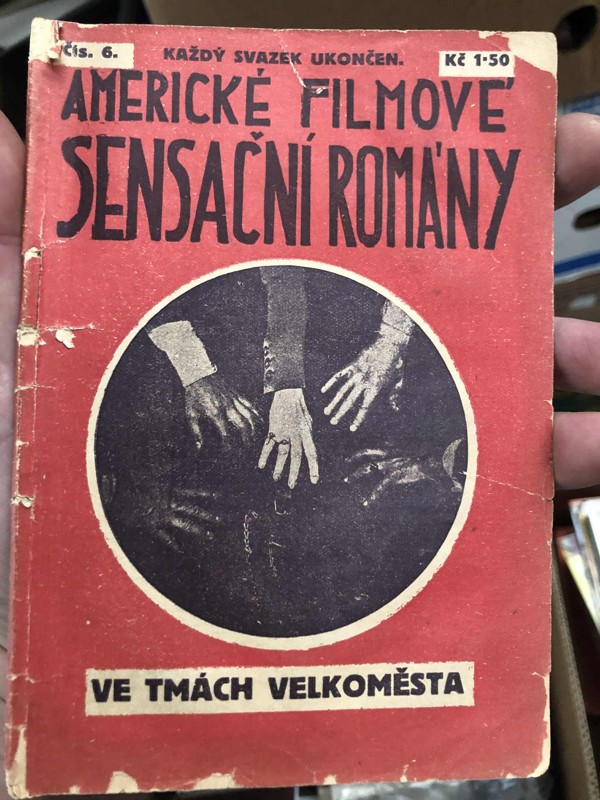 Čís. 6.
KAŽDÝ SVAZEK UKONČEN.
Kč 1·50
AMERICKÉ FILMOVÉ
SENSAČNÍ ROMÁNY
VE TMÁCH VELKOMĚSTA